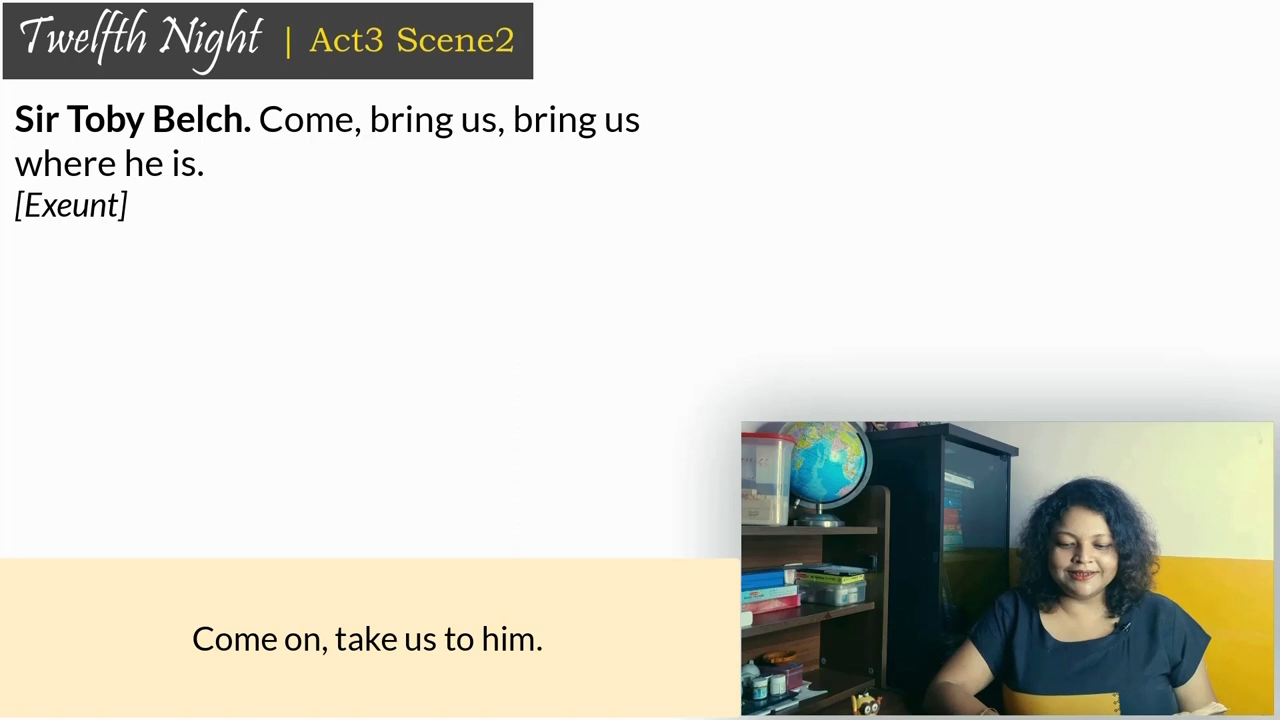 Twelfth Night | Act3 Scene2
Sir Toby Belch. Come, bring us, bring us
where he is.
[Exeunt]
Come on, take us to him.